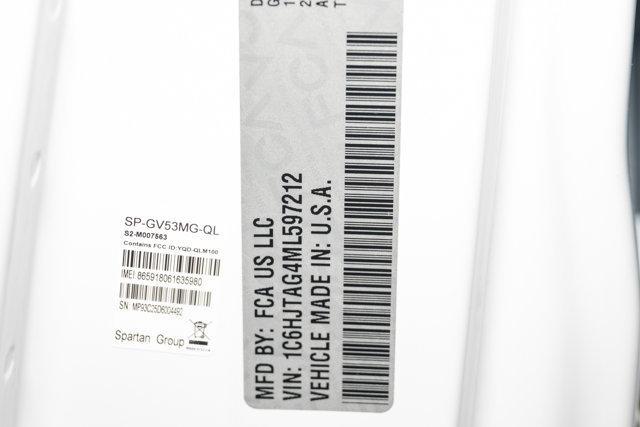 SP-GV53MG-QL
S2-M007563
Contains FCC ID:YQD-QLM100
IMEI 865918061635980
SN MP93C25D6004492
Spartan Group
MFD BY: FCA US LLC
VIN: 1C6HJTAG4ML597212
VEHICLE MADE IN: U.S.A.